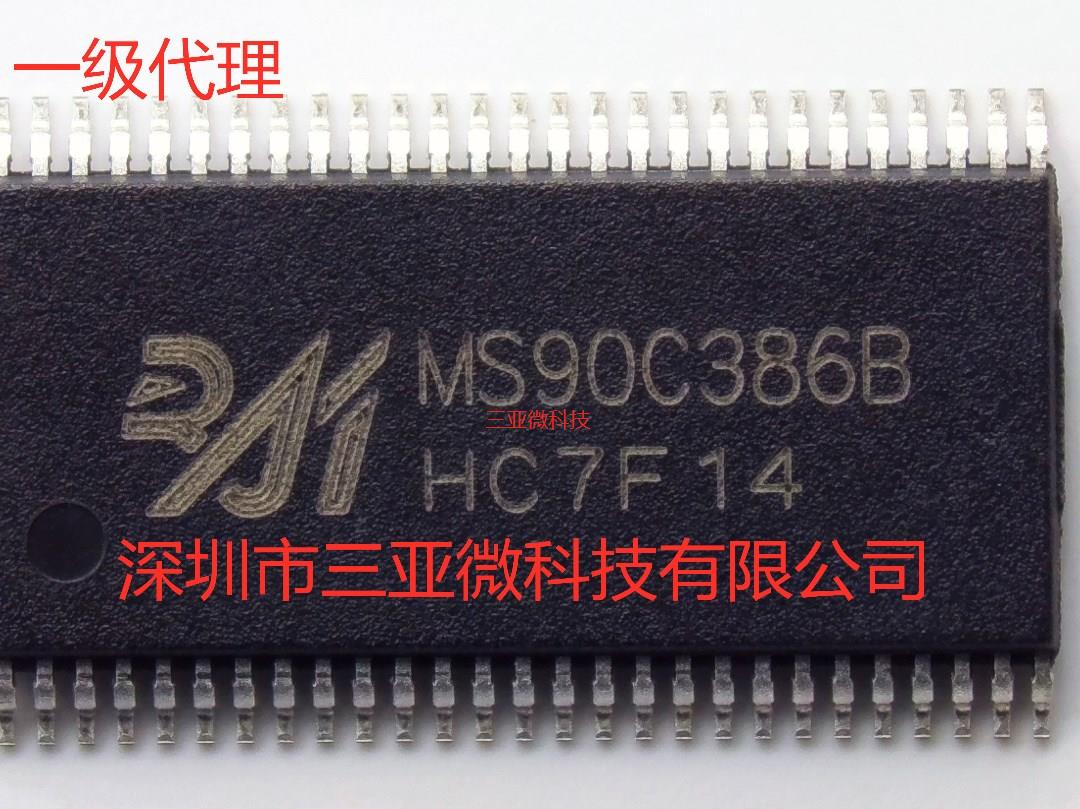 一级代理
MS90C386B
三亚微科技
HC7F14
深圳市三亚微科技有限公司